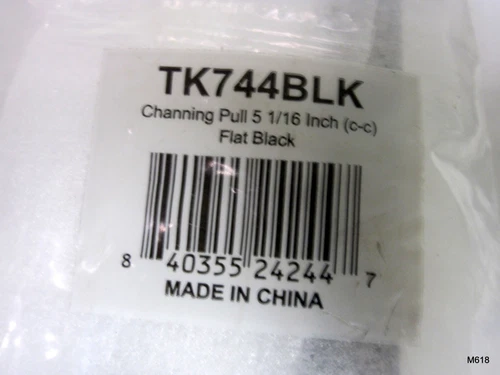 TK744BLK
Channing Pull 5 1/16 Inch (c-c)
Flat Black
8 40355 24244 7
MADE IN CHINA
M618